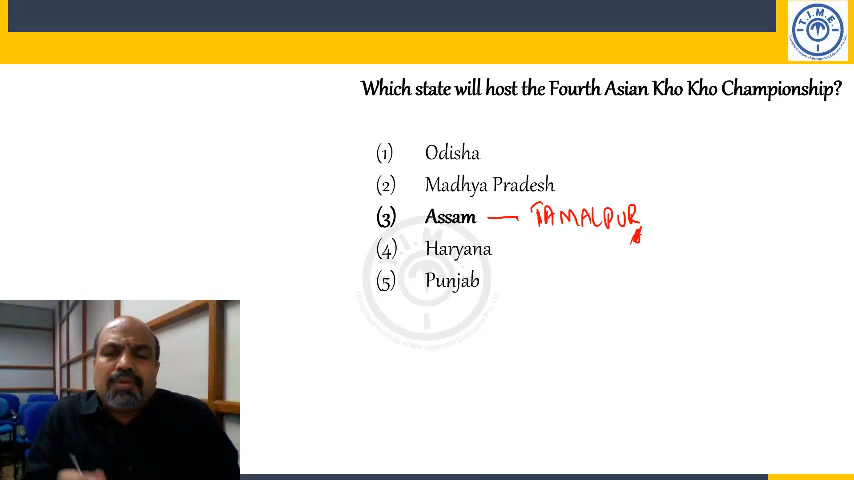 T.I.M.E.
Which state will host the Fourth Asian Kho Kho Championship?
(1) Odisha
(2) Madhya Pradesh
(3) Assam — TAMALPUR
(4) Haryana
(5) Punjab